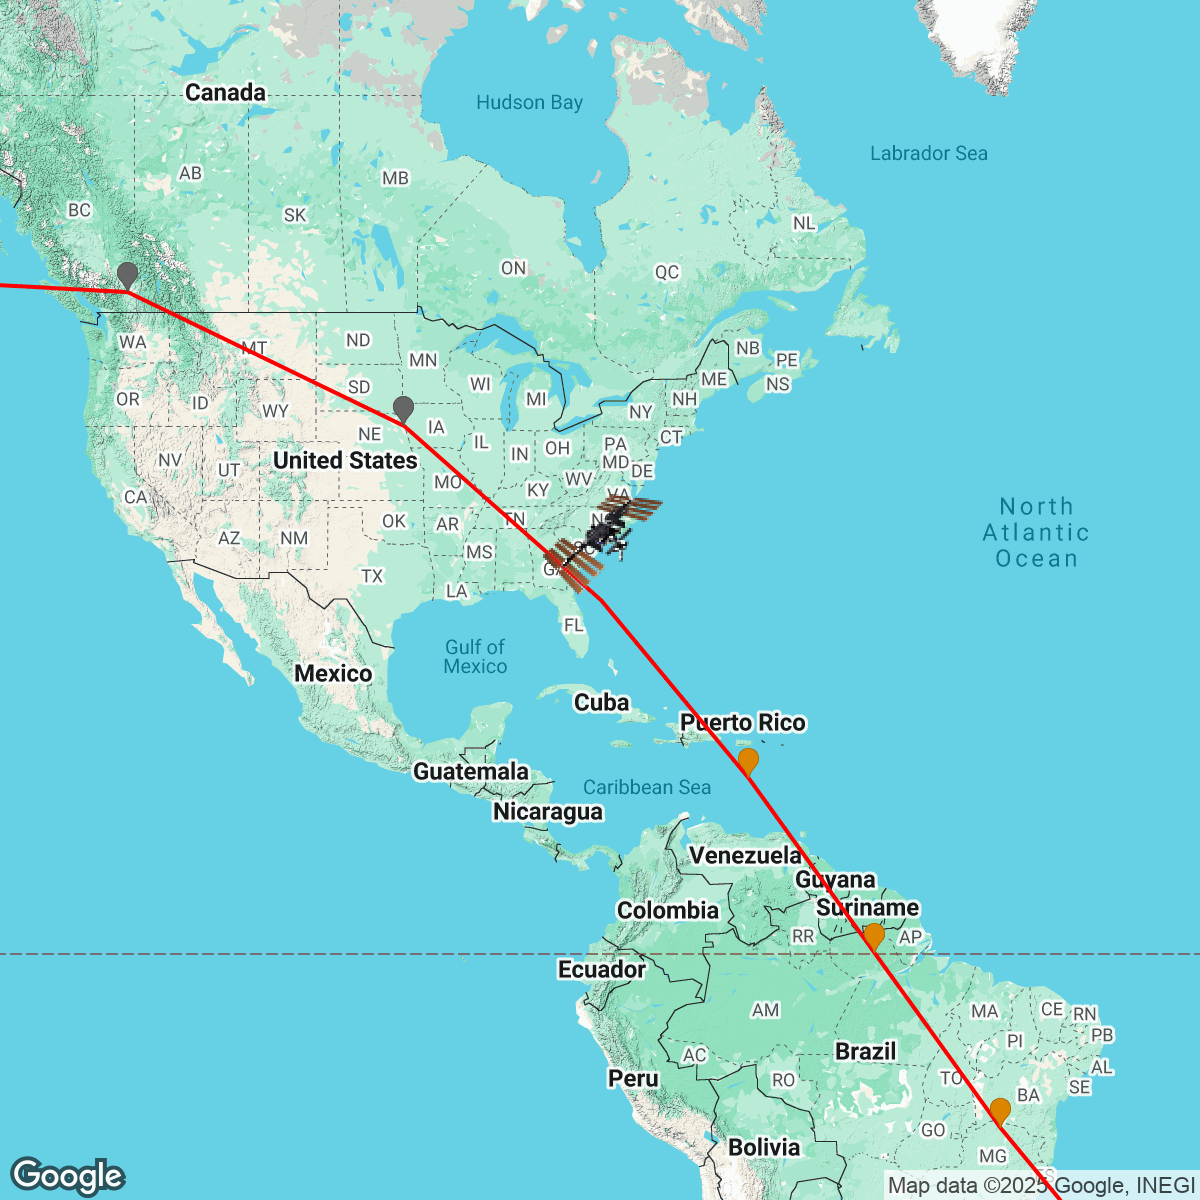 Canada
Hudson Bay
Labrador Sea
AB
MB
BC
SK
NL
ON
QC
WA
MT
ND
MN
NB
PE
NS
ME
OR
ID
WY
SD
WI
MI
NH
NY
CT
NE
IA
IL
IN
OH
PA
MD
DE
NV
UT
United States
MO
KY
WV
VA
CA
AZ
NM
OK
AR
TN
NC
SC
North
Atlantic
Ocean
MS
GA
TX
LA
FL
Gulf of
Mexico
Mexico
Cuba
Puerto Rico
Guatemala
Caribbean Sea
Nicaragua
Venezuela
Guyana
Suriname
Colombia
RR
AP
Ecuador
AM
MA
CE
RN
PI
PB
Brazil
AC
AL
Peru
RO
TO
BA
SE
GO
Bolivia
MG
ES
Google
Map data ©2025 Google, INEGI